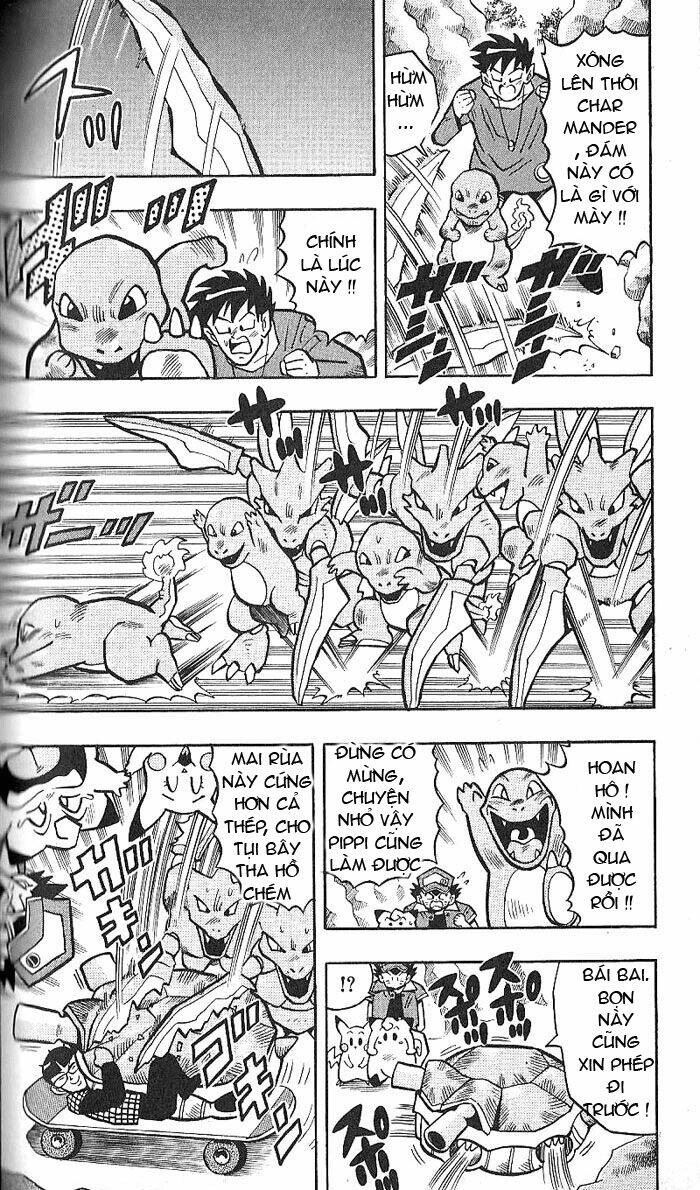 XÔNG
LÊN THÔI
CHAR
MANDER
, ĐÁM
NÀY CÓ
LÀ GÌ VỚI
MÀY !!
HỪM
HỪM
...
CHÍNH
LÀ LÚC
NÀY !!
HOAN
HÔ !
MÌNH
ĐÃ
QUA
ĐƯỢC
RỒI !!
ĐỪNG CÓ
MỪNG,
CHUYỆN
NHỎ VẬY
PIPPI CŨNG
LÀM ĐƯỢC
BÁI BAI.
BỌN
NÀY
CŨNG
XIN PHÉP
ĐI
TRƯỚC !
!?
MAI RÙA
NÀY CỨNG
HƠN CẢ
THÉP, CHO
TỤI BÂY
THA HỒ
CHÉM